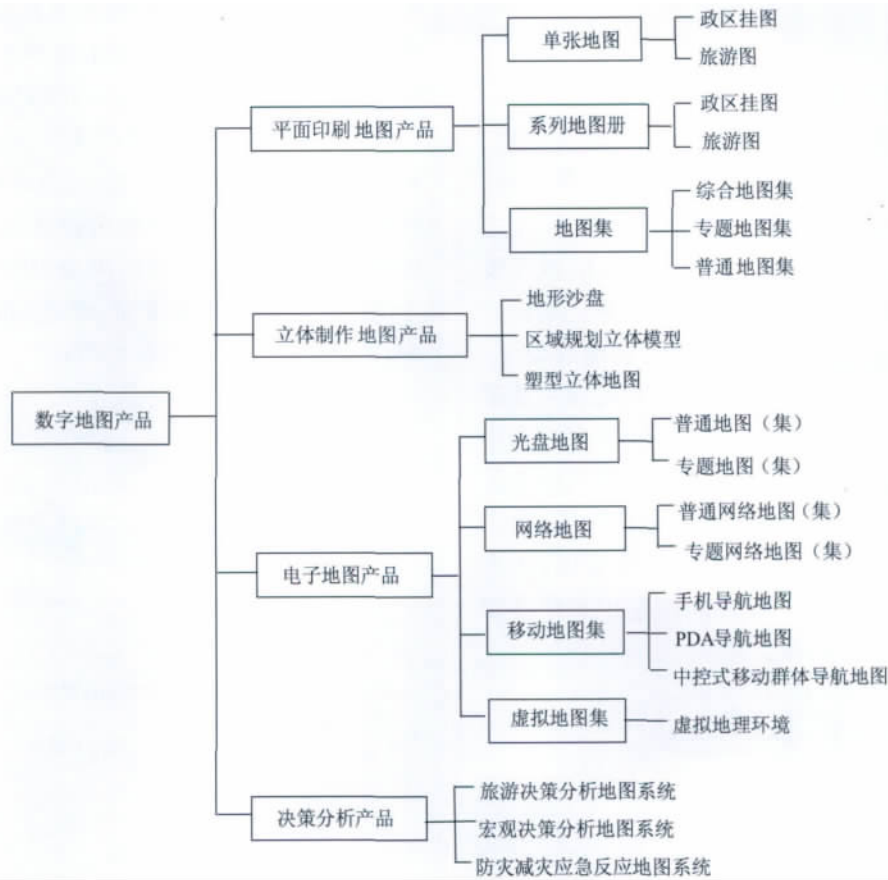 数字地图产品
平面印刷 地图产品
单张地图
政区挂图
旅游图
系列地图册
政区挂图
旅游图
地图集
综合地图集
专题地图集
普通地图集
立体制作 地图产品
地形沙盘
区域规划立体模型
塑型立体地图
电子地图产品
光盘地图
普通地图（集）
专题地图（集）
网络地图
普通网络地图（集）
专题网络地图（集）
移动地图集
手机导航地图
PDA导航地图
中控式移动群体导航地图
虚拟地图集
虚拟地理环境
决策分析产品
旅游决策分析地图系统
宏观决策分析地图系统
防灾减灾应急反应地图系统